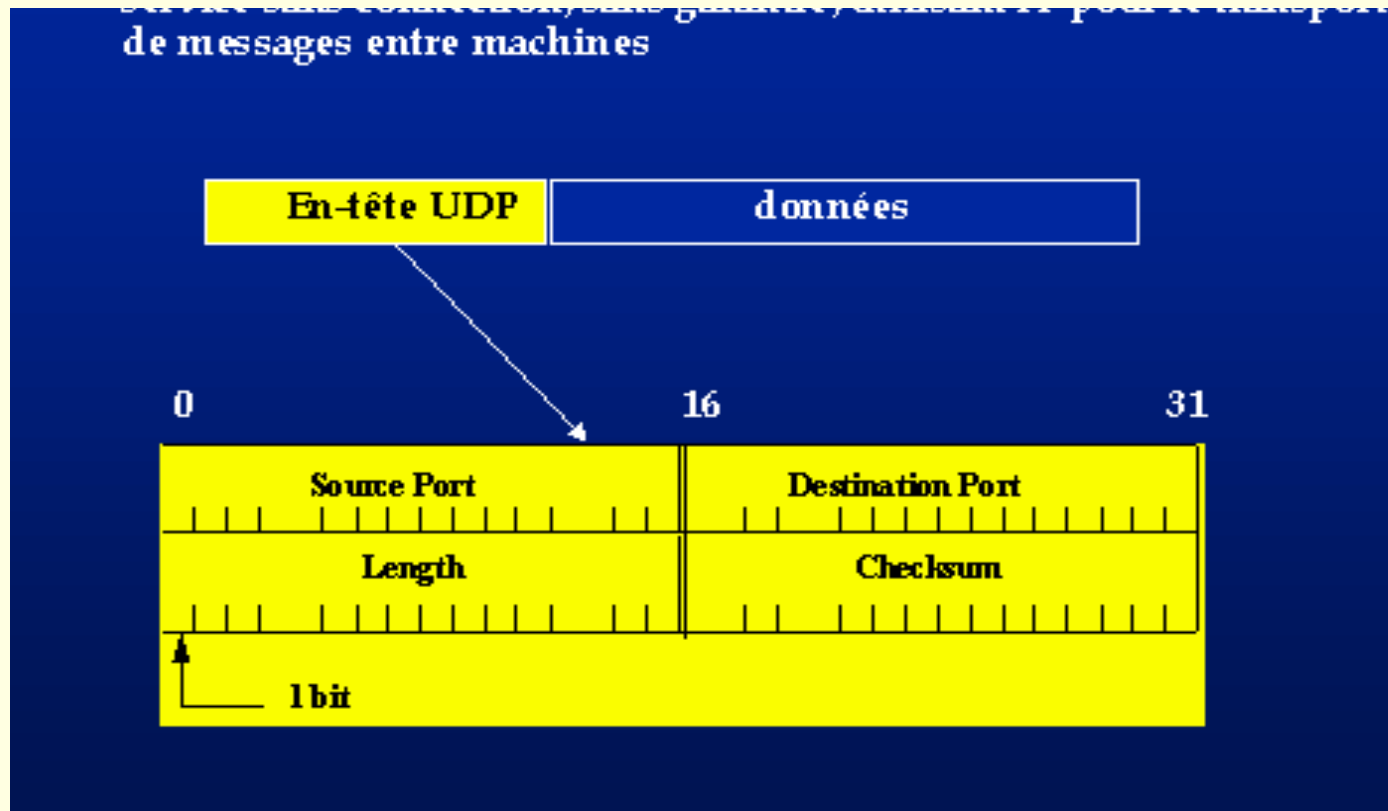 de messages entre machines
En-tête UDP données
0 16 31
Source Port Destination Port
Length Checksum
1 bit